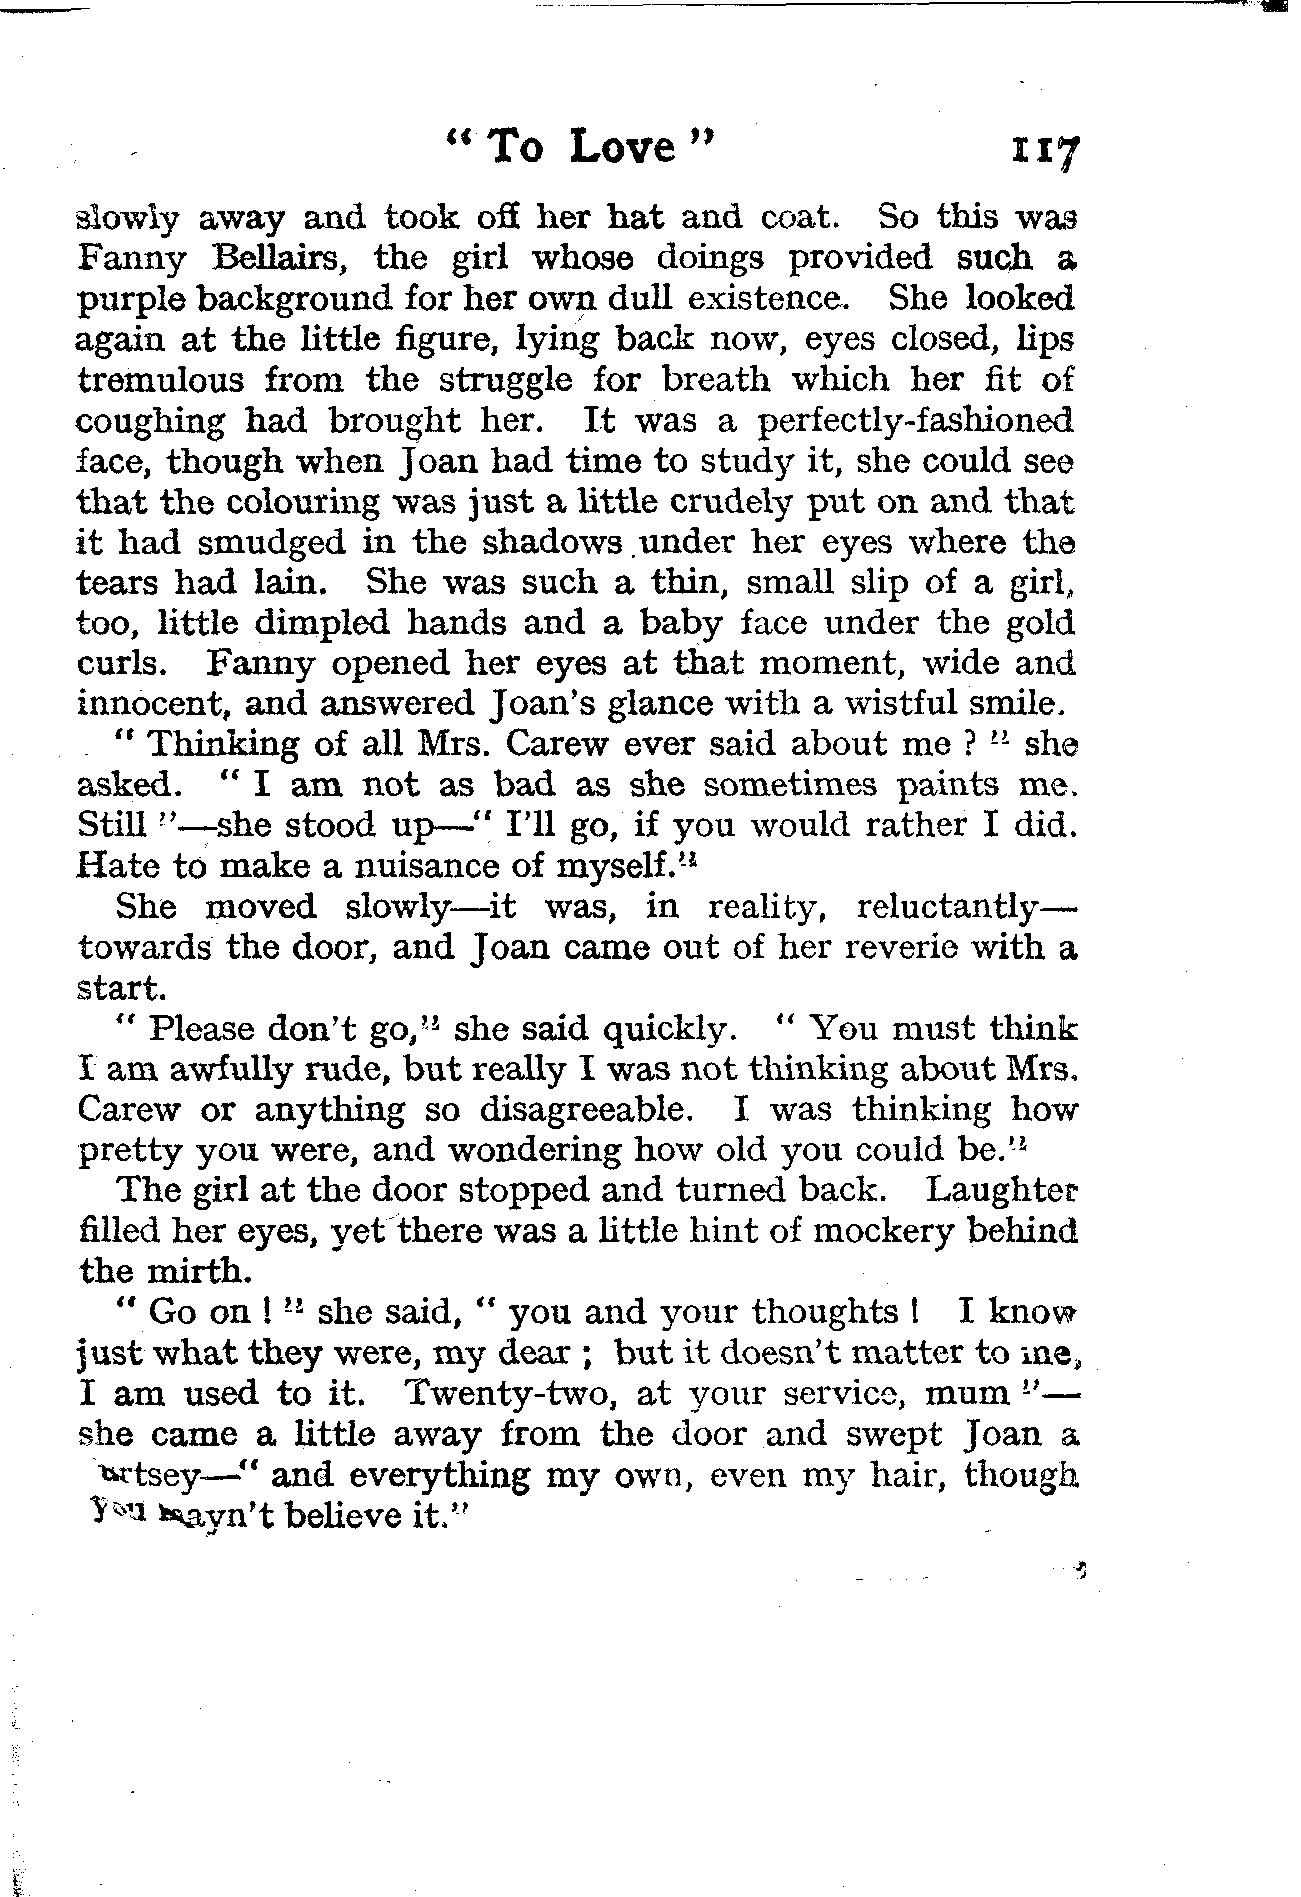 “ To Love ” 117
slowly away and took off her hat and coat. So this was
Fanny Bellairs, the girl whose doings provided such a
purple background for her own dull existence. She looked
again at the little figure, lying back now, eyes closed, lips
tremulous from the struggle for breath which her fit of
coughing had brought her. It was a perfectly-fashioned
face, though when Joan had time to study it, she could see
that the colouring was just a little crudely put on and that
it had smudged in the shadows under her eyes where the
tears had lain. She was such a thin, small slip of a girl,
too, little dimpled hands and a baby face under the gold
curls. Fanny opened her eyes at that moment, wide and
innocent, and answered Joan’s glance with a wistful smile.
“ Thinking of all Mrs. Carew ever said about me ? ” she
asked. “ I am not as bad as she sometimes paints me.
Still ”—she stood up—“ I’ll go, if you would rather I did.
Hate to make a nuisance of myself.”
She moved slowly—it was, in reality, reluctantly—
towards the door, and Joan came out of her reverie with a
start.
“ Please don’t go,” she said quickly. “ You must think
I am awfully rude, but really I was not thinking about Mrs.
Carew or anything so disagreeable. I was thinking how
pretty you were, and wondering how old you could be.”
The girl at the door stopped and turned back. Laughter
filled her eyes, yet there was a little hint of mockery behind
the mirth.
“ Go on ! ” she said, “ you and your thoughts ! I know
just what they were, my dear ; but it doesn’t matter to me,
I am used to it. Twenty-two, at your service, mum ”—
she came a little away from the door and swept Joan a
urtsey—“ and everything my own, even my hair, though
you mayn’t believe it.”